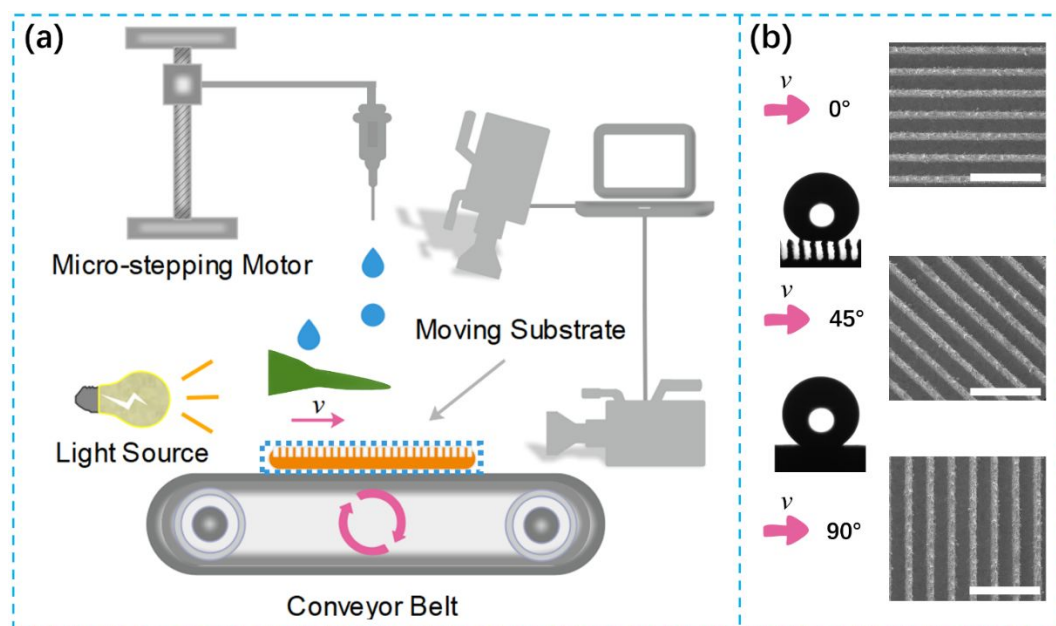 (a)
Micro-stepping Motor
Moving Substrate
v
Light Source
Conveyor Belt
(b)
v
0°
v
45°
v
90°